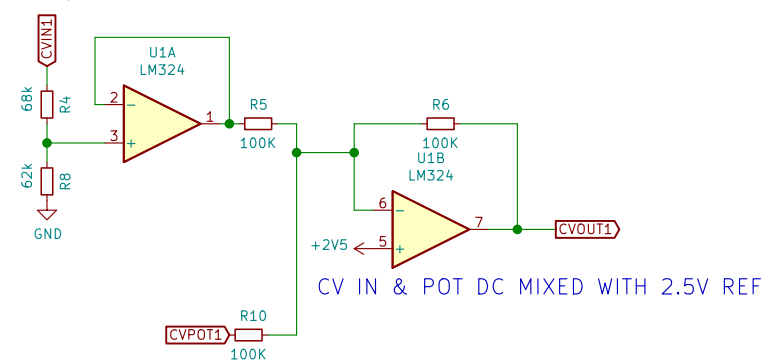 CVIN1
68k
R4
62k
R8
GND
U1A
LM324
2
3
1
−
+
R5
100K
R6
100K
U1B
LM324
6
5
7
−
+
+2V5
CVOUT1
CV IN & POT DC MIXED WITH 2.5V REF
R10
CVPOT1
100K